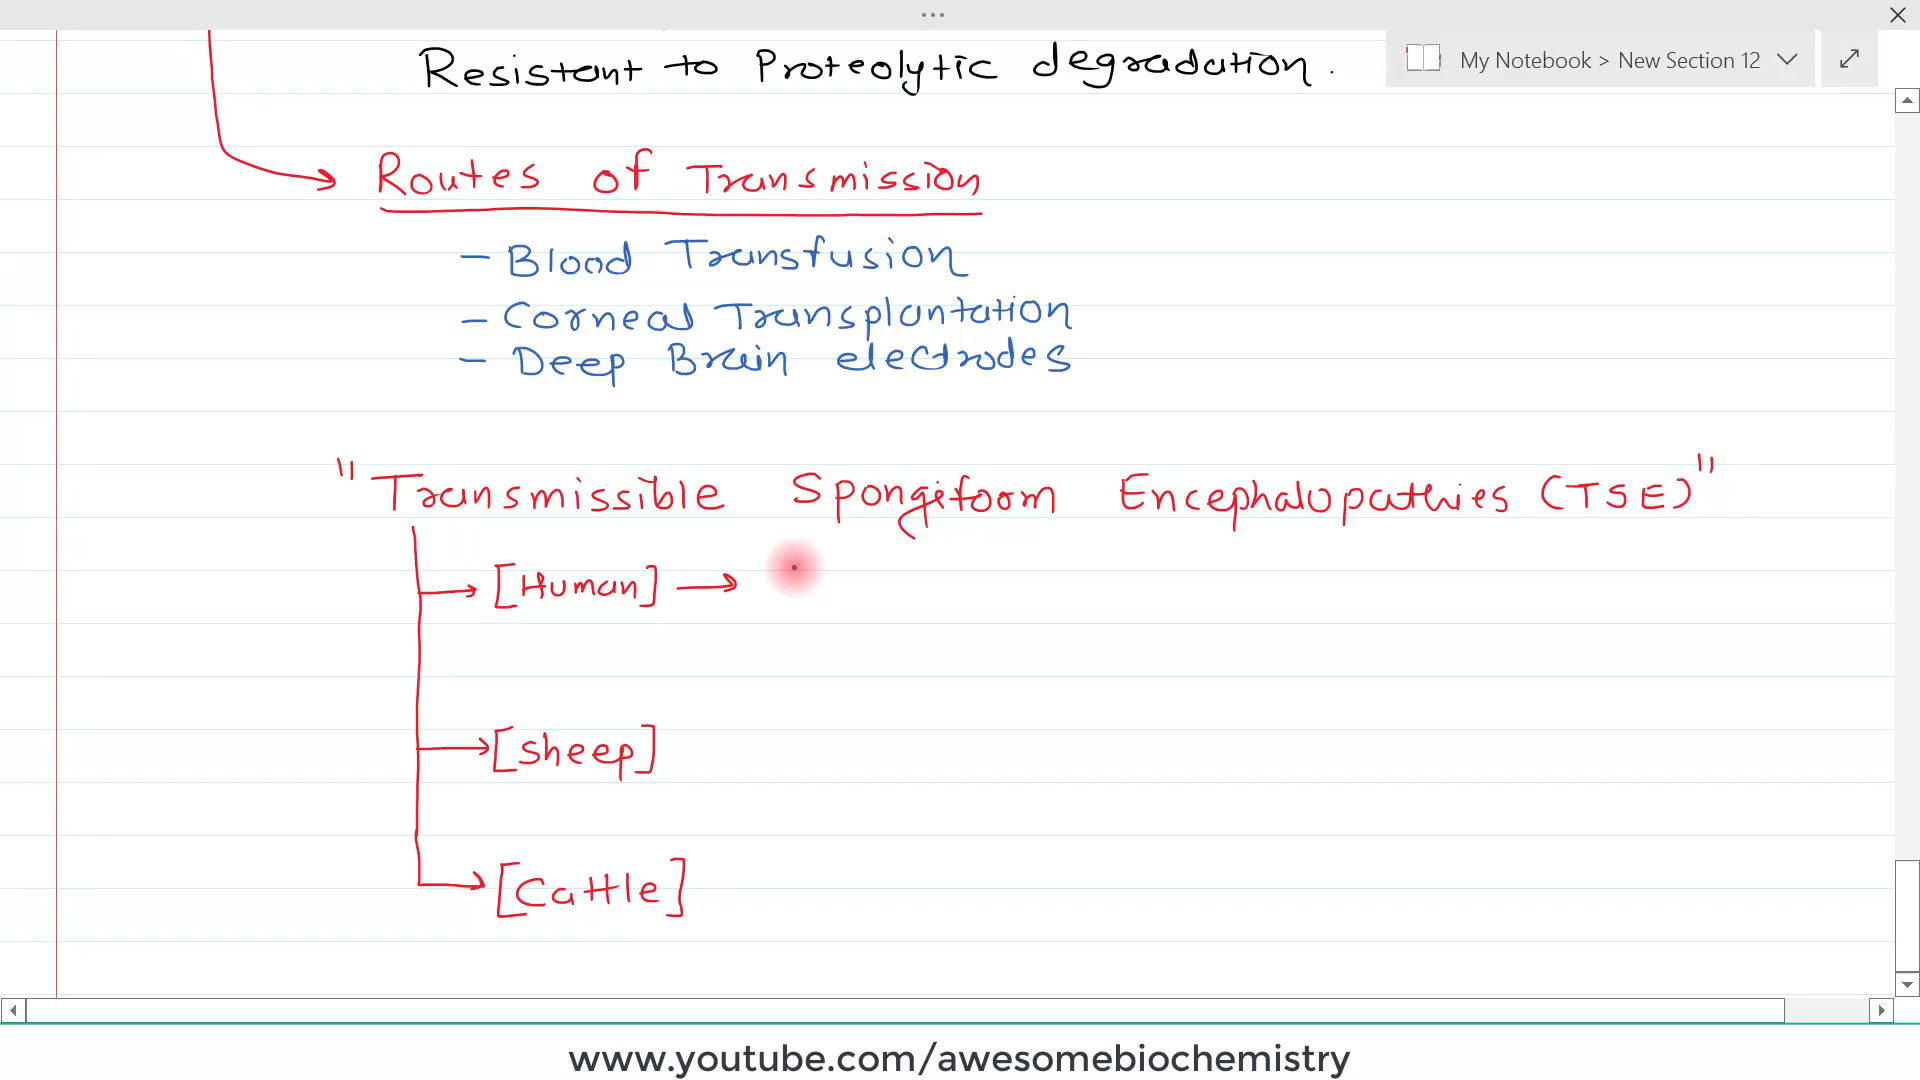 Resistant to Proteolytic degradation.
My Notebook > New Section 12
Routes of Transmission
- Blood Transfusion
- Corneal Transplantation
- Deep Brain electrodes
"Transmissible Spongiform Encephalopathies (TSE)"
[Human]
[Sheep]
[Cattle]
www.youtube.com/awesomebiochemistry